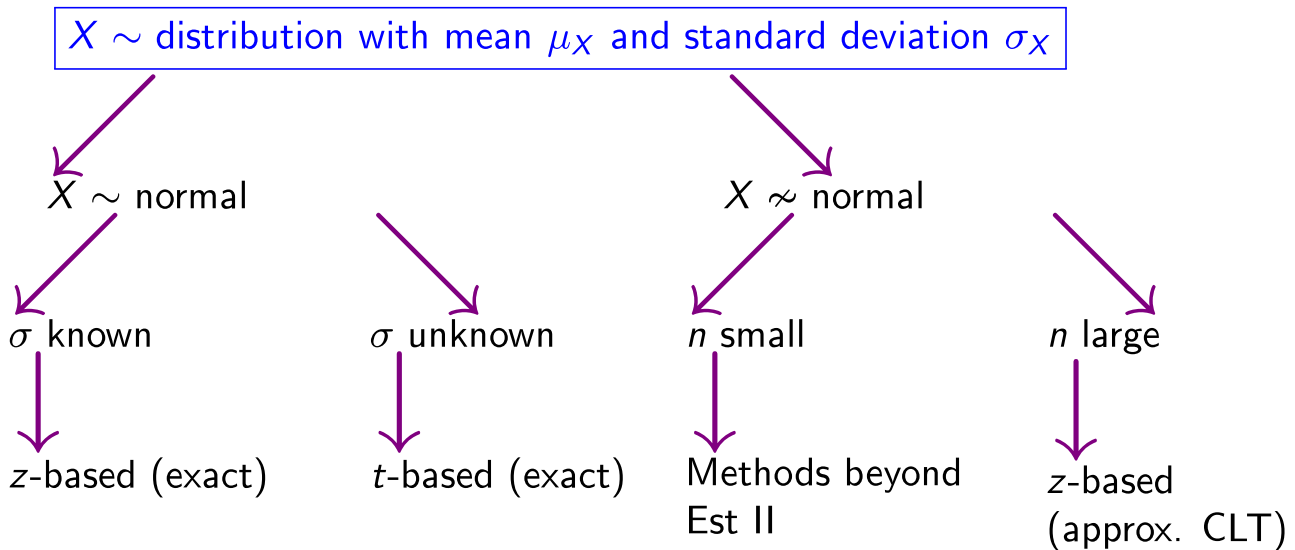 X ∼ distribution with mean μ_X and standard deviation σ_X
X ∼ normal
X ≁ normal
σ known
σ unknown
n small
n large
z-based (exact)
t-based (exact)
Methods beyond
Est II
z-based
(approx. CLT)